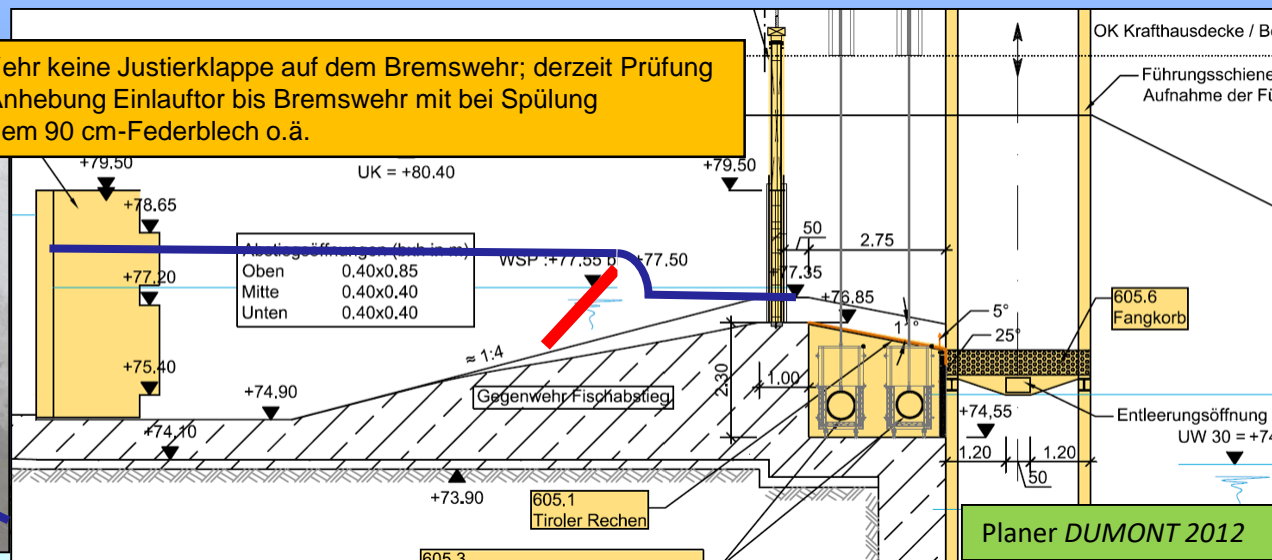 OK Krafthausdecke
ehr keine Justierklappe auf dem Bremswehr; derzeit Prüfung
Anhebung Einlauftor bis Bremswehr mit bei Spülung
em 90 cm-Federblech o.ä.
Führungsschiene
Aufnahme der
+79.50
UK = +80.40
+79.50
+78.65
50
2.75
Abstiegsöffnungen (bxh in m)
Oben 0.40x0.85
Mitte 0.40x0.40
Unten 0.40x0.40
WSP :+77.55 b
+77.50
+77.20
+77.35
+76.85
5°
25°
605.6
Fangkorb
≈ 1:4
+75.40
2.30
1.00
+74.90
Gegenwehr Fischabstieg
+74,55
Entleerungsöffnung
UW 30 = +74
+74.10
1.20
50
1.20
+73.90
605.1
Tiroler Rechen
605.3
Planer DUMONT 2012